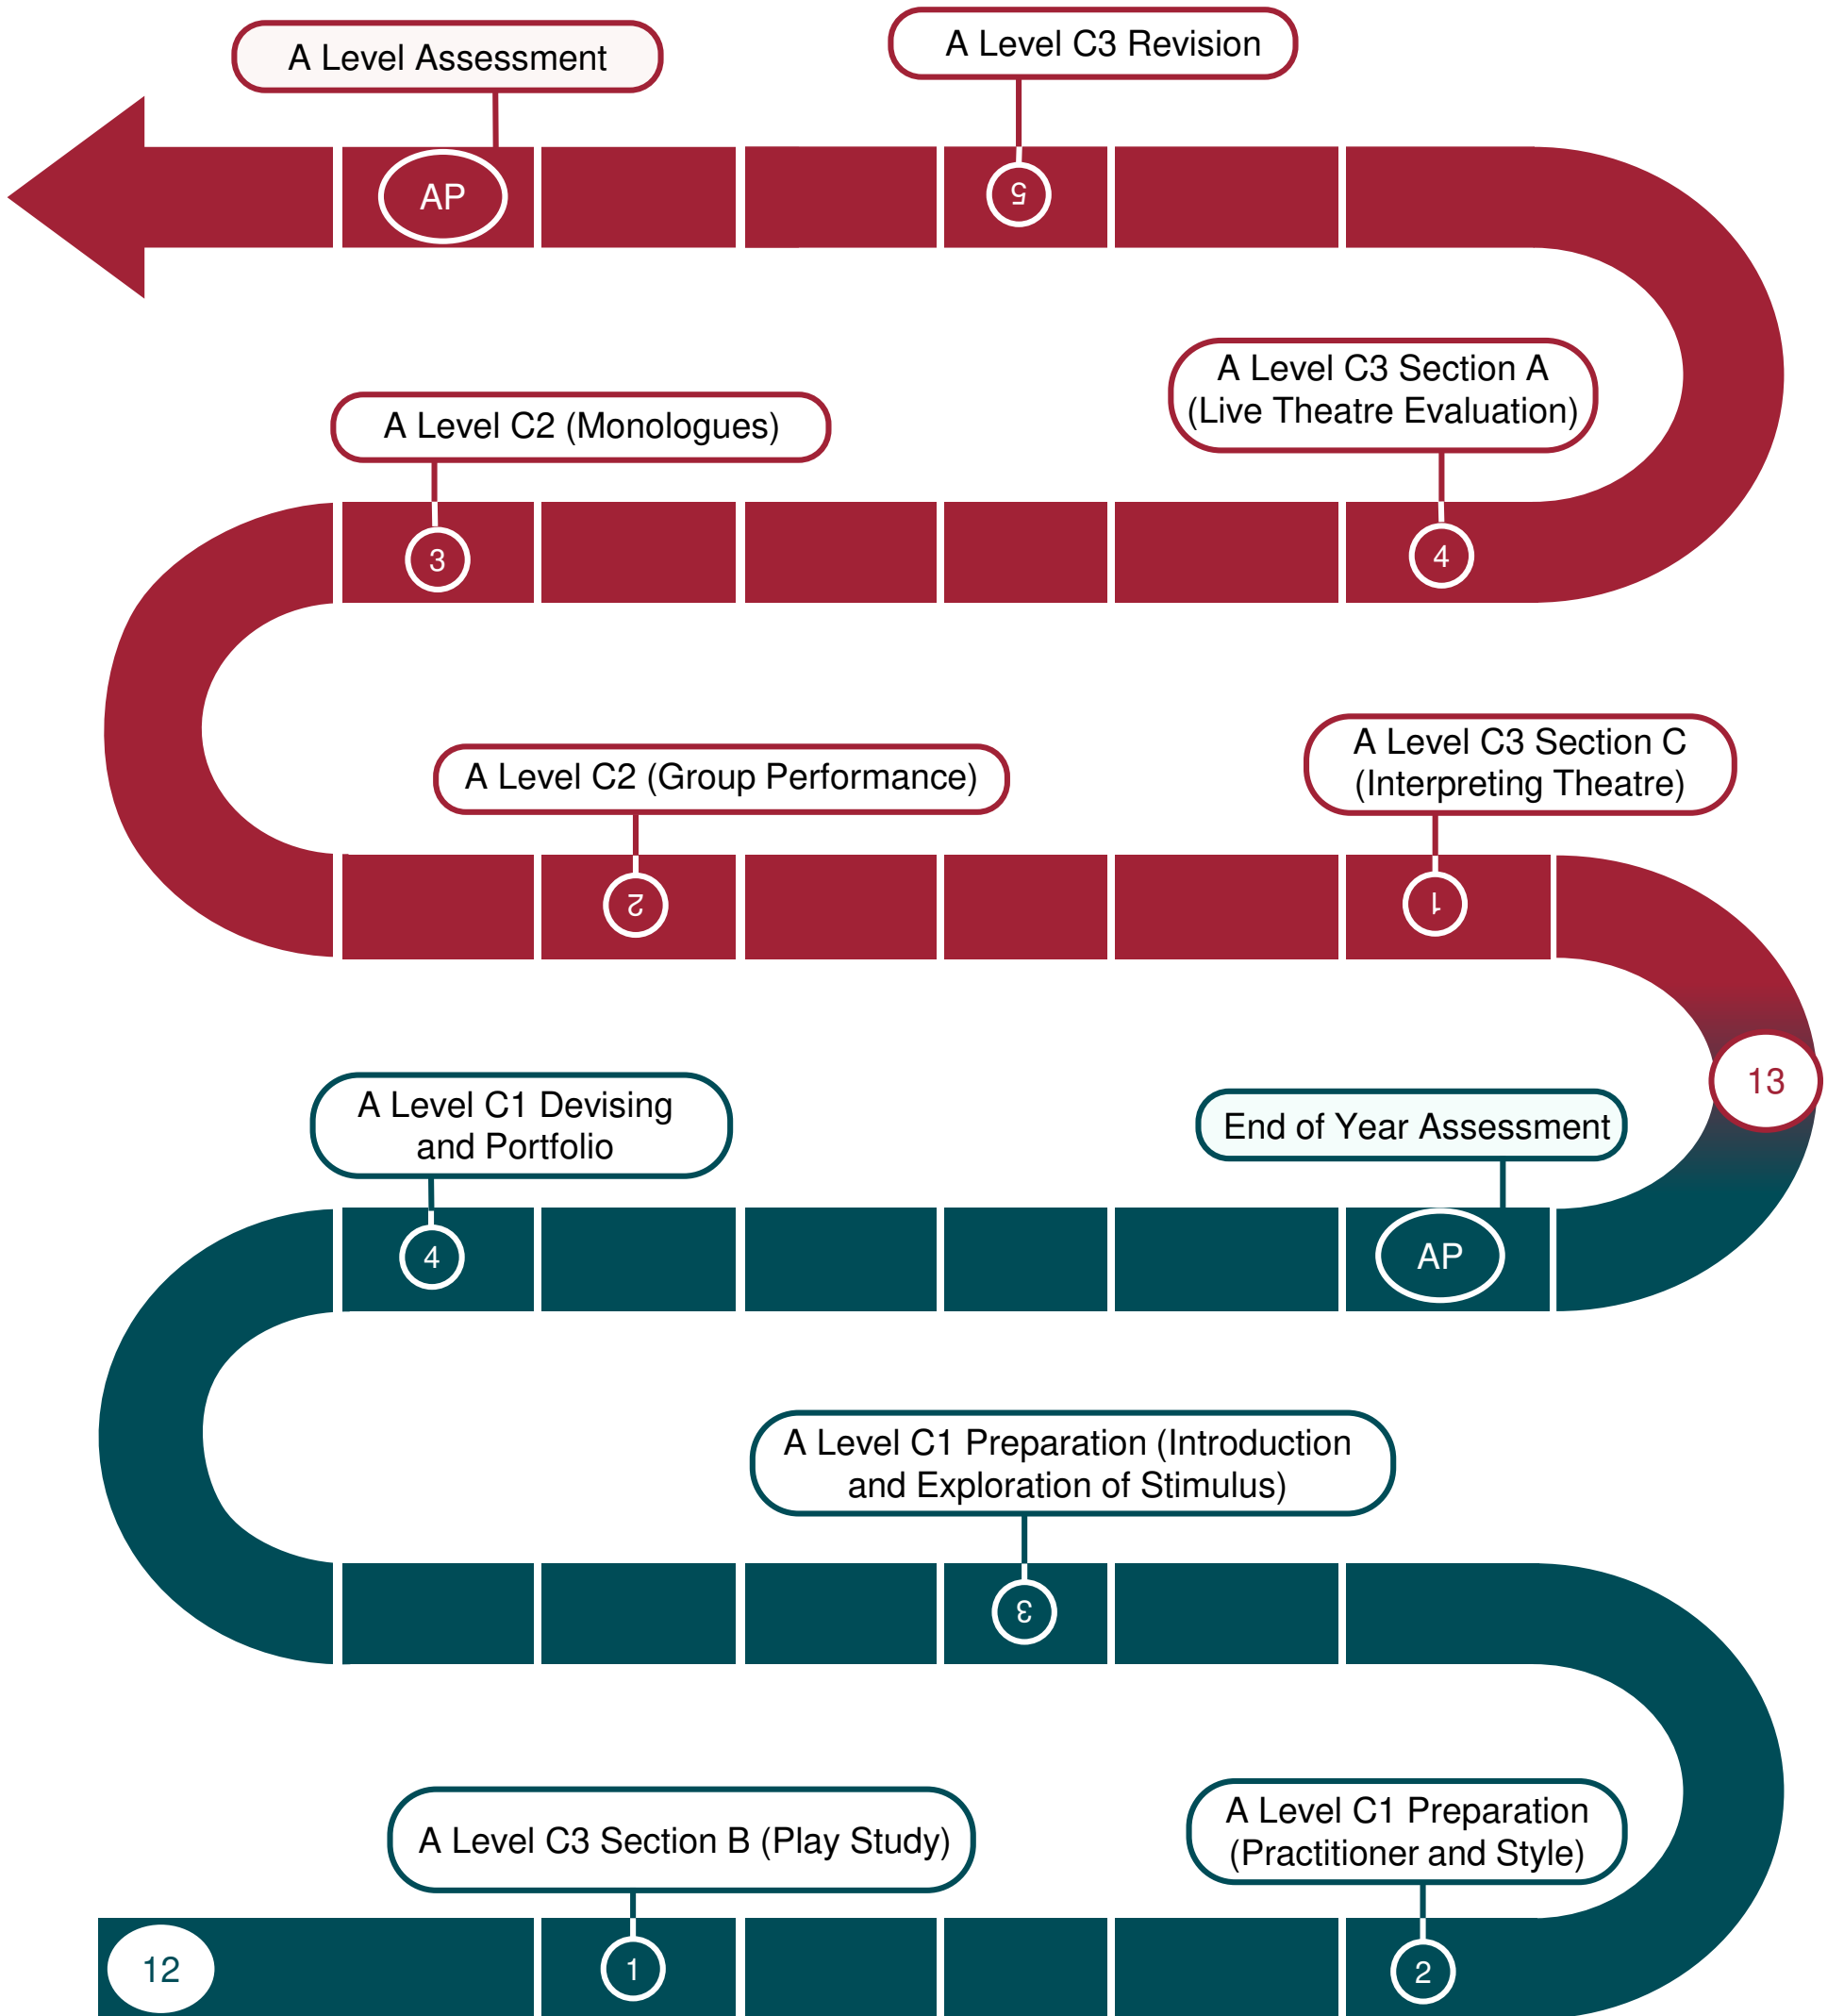 A Level Assessment
A Level C3 Revision
AP
5
A Level C3 Section A
(Live Theatre Evaluation)
A Level C2 (Monologues)
3
4
A Level C3 Section C
(Interpreting Theatre)
A Level C2 (Group Performance)
2
1
13
A Level C1 Devising
and Portfolio
End of Year Assessment
4
AP
A Level C1 Preparation (Introduction
and Exploration of Stimulus)
3
A Level C3 Section B (Play Study)
A Level C1 Preparation
(Practitioner and Style)
12
1
2